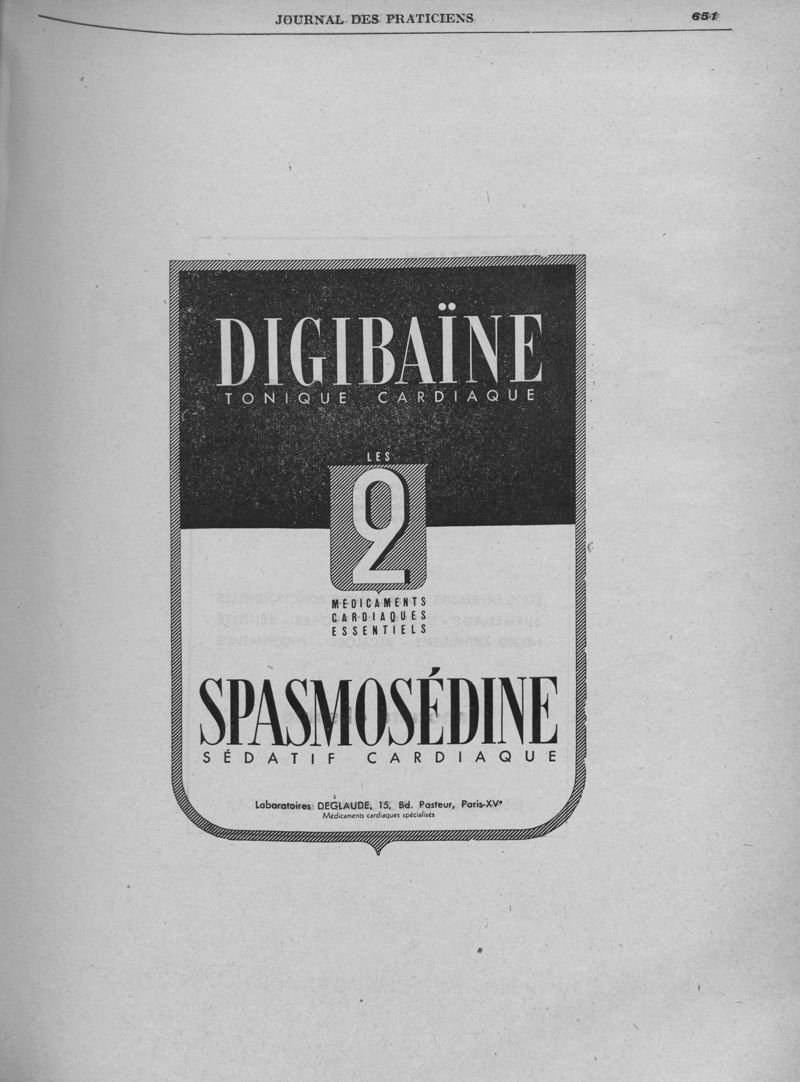 JOURNAL DES PRATICIENS 651
DIGIBAÏNE
TONIQUE CARDIAQUE
LES
2
MÉDICAMENTS
CARDIAQUES
ESSENTIELS
SPASMOSÉDINE
SÉDATIF CARDIAQUE
Laboratoires DEGLAUDE, 15, Bd. Pasteur, Paris-XVe
Médicaments cardiaques spécialisés